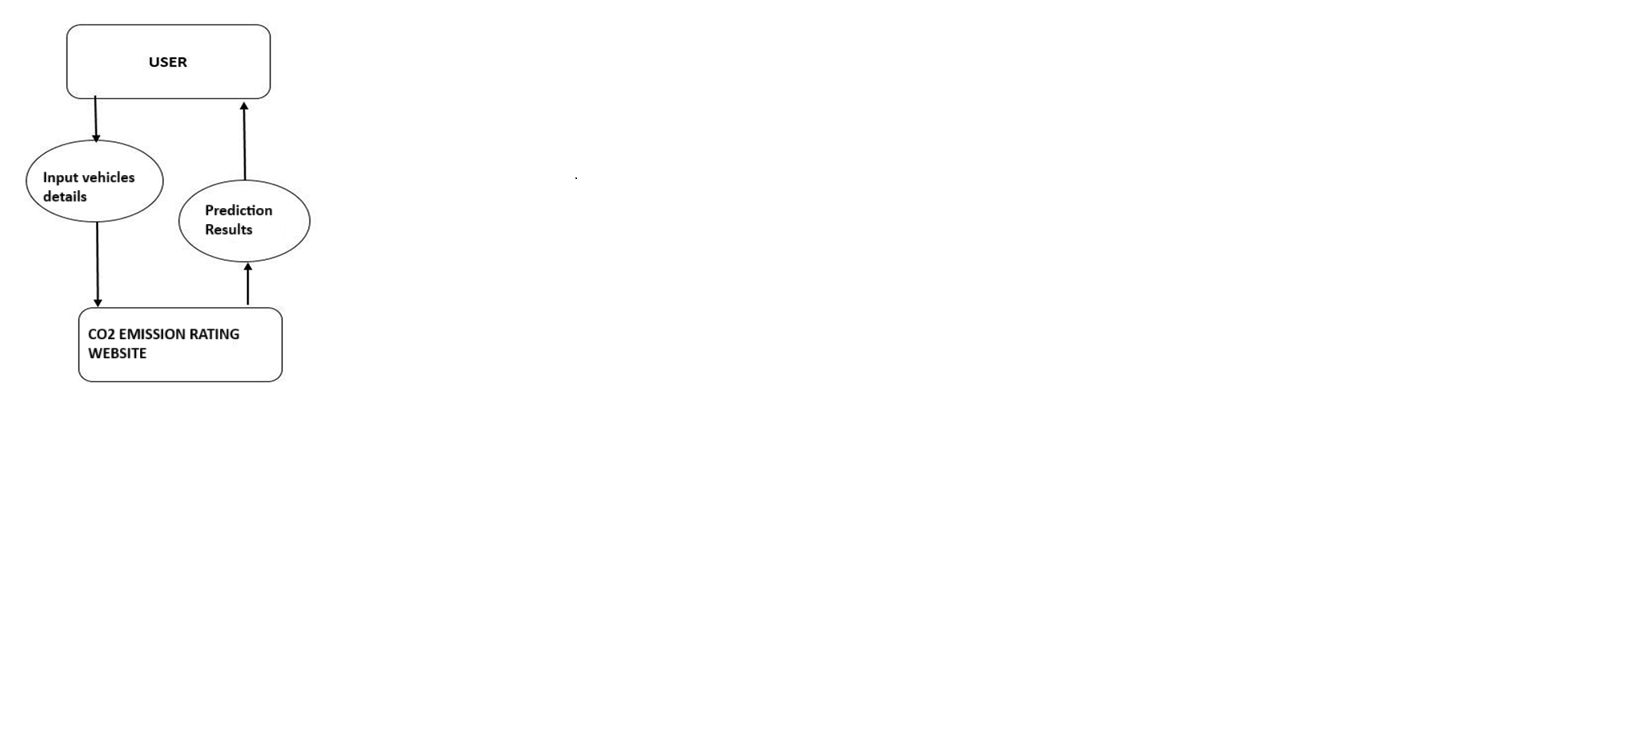 USER
Input vehicles
details
Prediction
Results
CO2 EMISSION RATING
WEBSITE